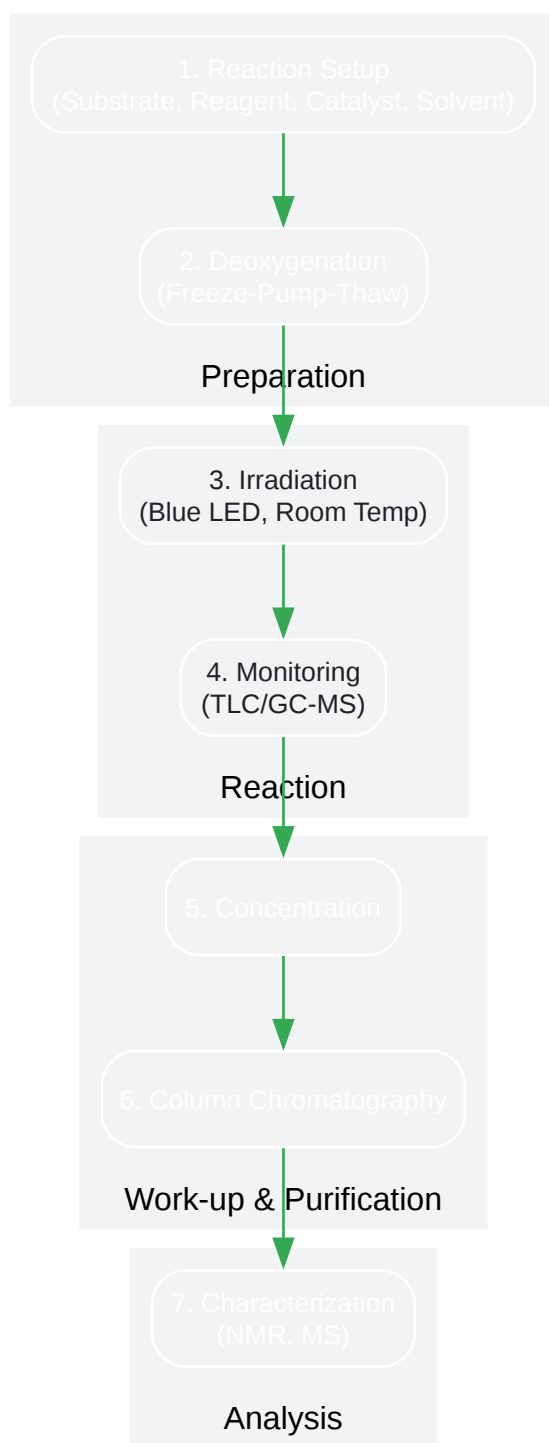 1. Reaction Setup
(Substrate, Reagent, Catalyst, Solvent)
2. Deoxygenation
(Freeze-Pump-Thaw)
Preparation
3. Irradiation
(Blue LED, Room Temp)
4. Monitoring
(TLC/GC-MS)
Reaction
5. Concentration
6. Column Chromatography
Work-up & Purification
7. Characterization
(NMR, MS)
Analysis